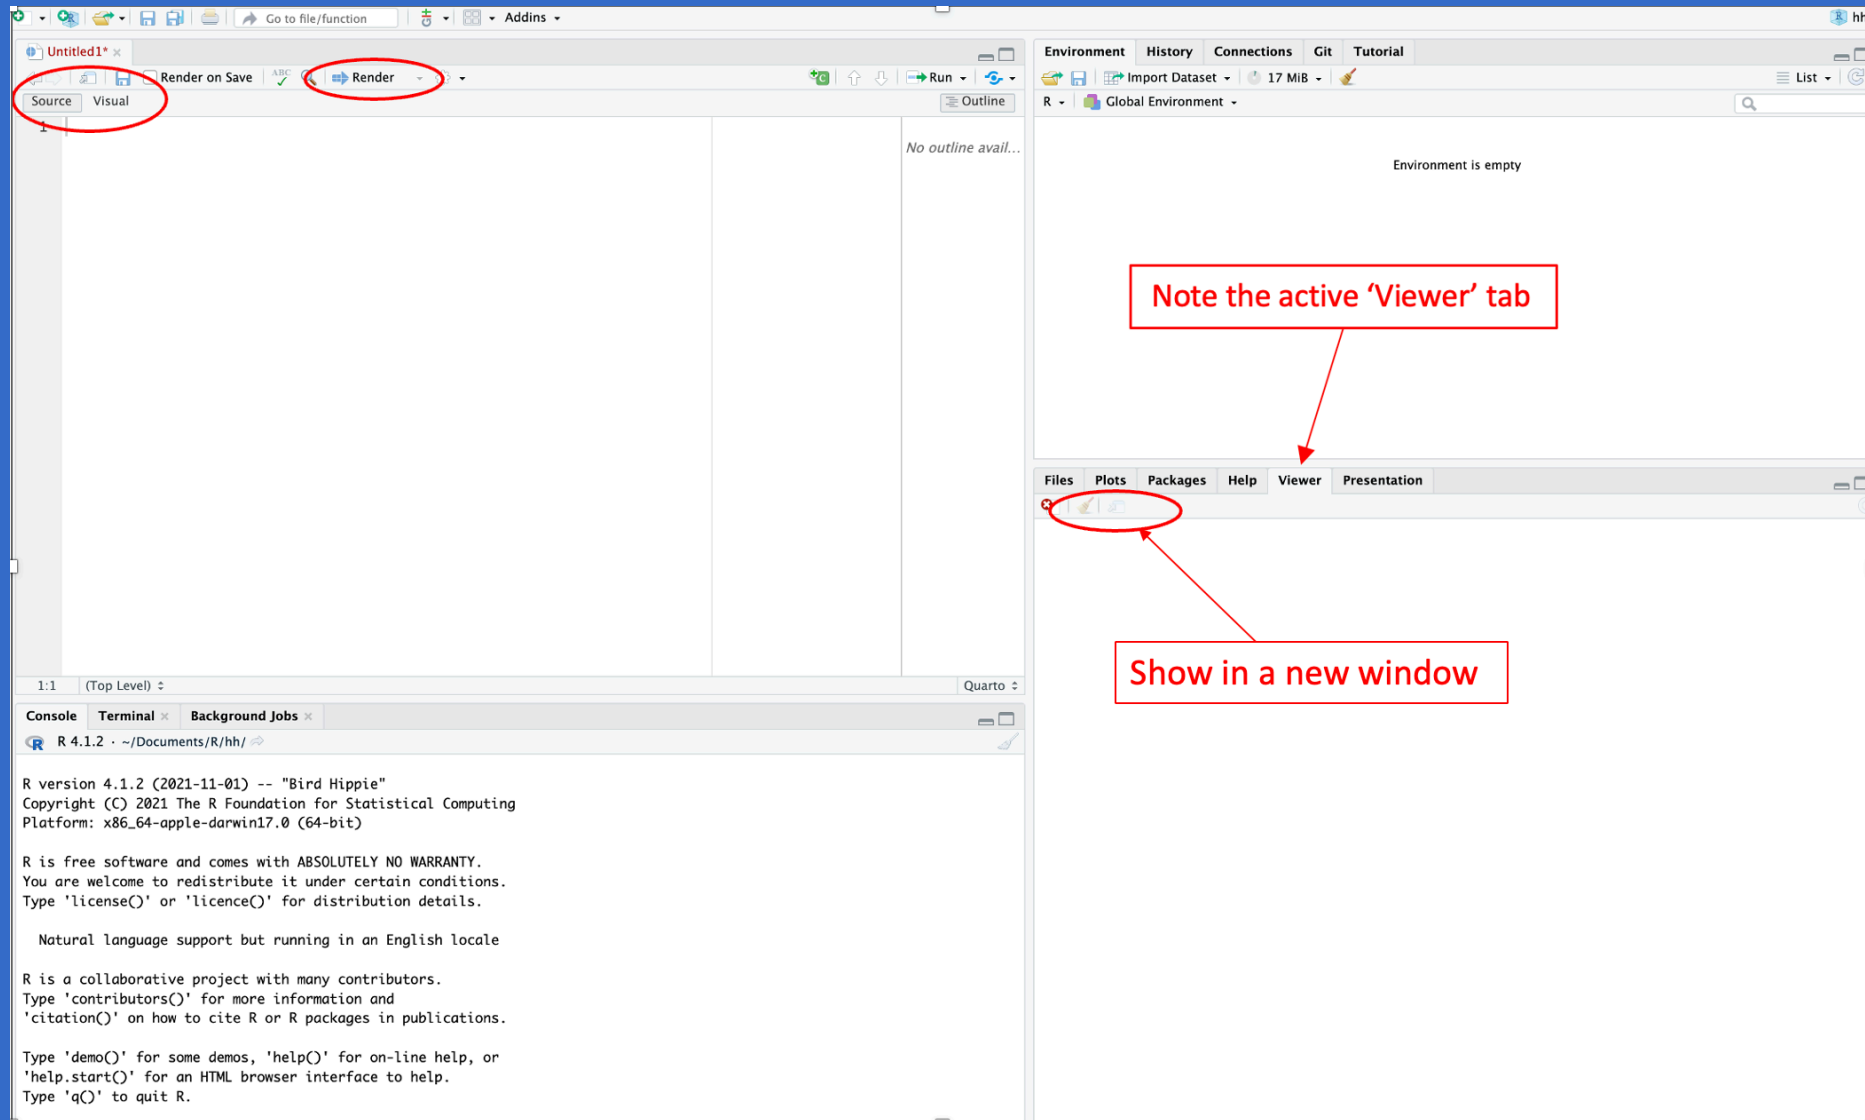 Go to file/function
Addins
hh
Untitled1*
Render on Save
ABC
Render
Run
Source
Visual
Outline
1
No outline avail...
1:1
(Top Level)
Quarto
Console
Terminal
Background Jobs
R 4.1.2 · ~/Documents/R/hh/
R version 4.1.2 (2021-11-01) -- "Bird Hippie"
Copyright (C) 2021 The R Foundation for Statistical Computing
Platform: x86_64-apple-darwin17.0 (64-bit)
R is free software and comes with ABSOLUTELY NO WARRANTY.
You are welcome to redistribute it under certain conditions.
Type 'license()' or 'licence()' for distribution details.
Natural language support but running in an English locale
R is a collaborative project with many contributors.
Type 'contributors()' for more information and
'citation()' on how to cite R or R packages in publications.
Type 'demo()' for some demos, 'help()' for on-line help, or
'help.start()' for an HTML browser interface to help.
Type 'q()' to quit R.
Environment
History
Connections
Git
Tutorial
Import Dataset
17 MiB
List
R
Global Environment
Environment is empty
Note the active ‘Viewer’ tab
Files
Plots
Packages
Help
Viewer
Presentation
Show in a new window